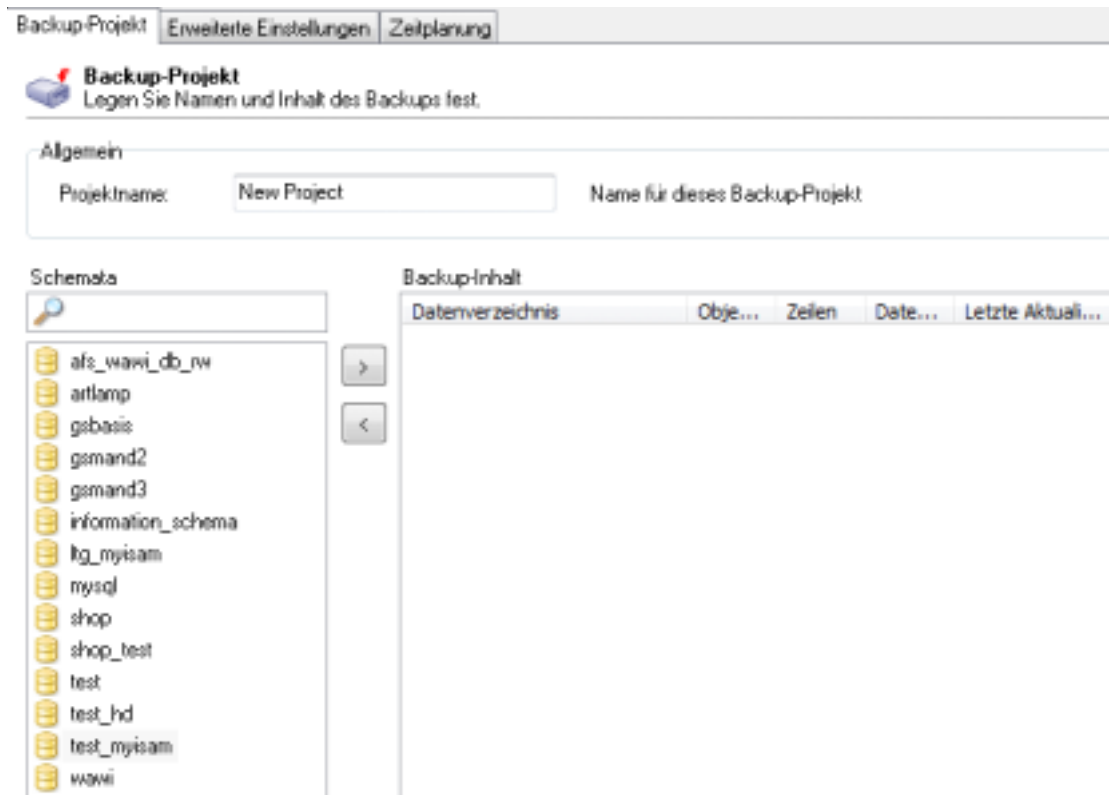 Backup-Projekt Erweiterte Einstellungen Zeitplanung
Backup-Projekt
Legen Sie Namen und Inhalt des Backups fest.
Allgemein
Projektname: New Project Name für dieses Backup-Projekt
Schemata
Backup-Inhalt
Datenverzeichnis Obje... Zeilen Date... Letzte Aktuali...
afs_wawi_db_rw
>
artlamp
<
gsbasis
gsmand2
gsmand3
information_schema
ltg_myisam
mysql
shop
shop_test
test
test_hd
test_myisam
wawi